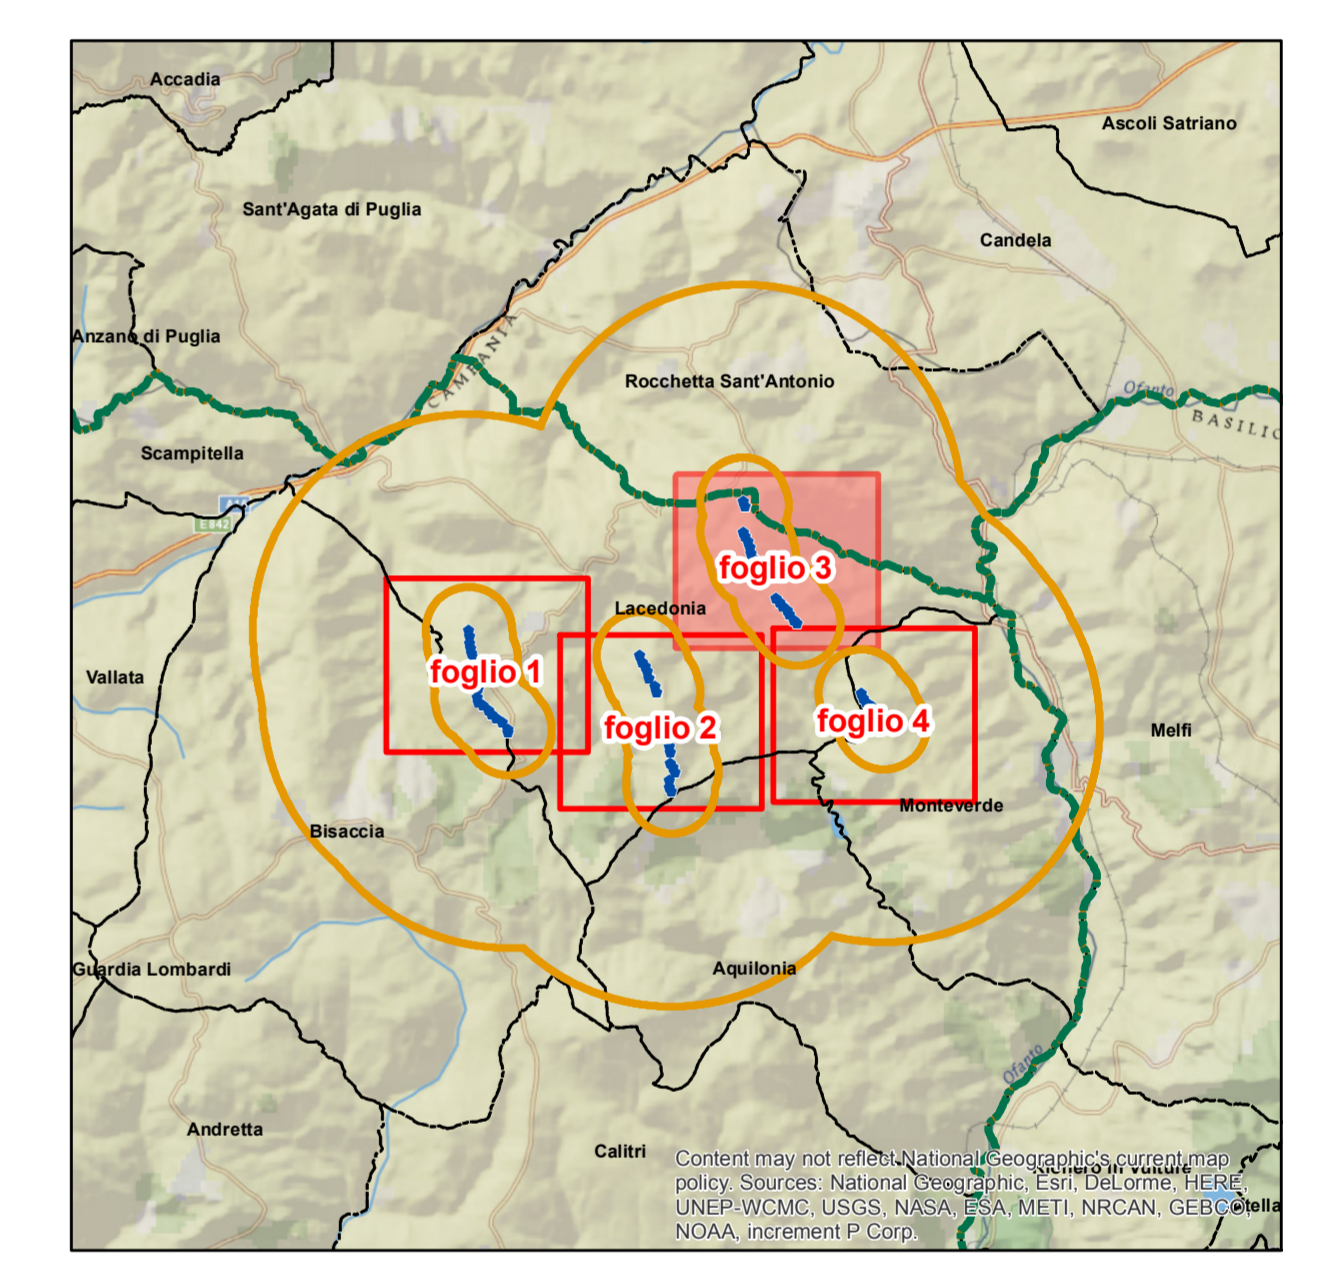 Accadia
Ascoli Satriano
Sant'Agata di Puglia
Candela
Anzano di Puglia
CAMPANIA
Rocchetta Sant'Antonio
Ofanto
Scampitella
E842
foglio 3
Lacedonia
foglio 1
Vallata
foglio 2
foglio 4
Melfi
Monteverde
Bisaccia
Guardia Lombardi
Aquilonia
Ofanto
Andretta
Calitri
Content may not reflect National Geographic's current map
policy. Sources: National Geographic, Esri, DeLorme, HERE,
UNEP-WCMC, USGS, NASA, ESA, METI, NRCAN, GEBCO,
NOAA, increment P Corp.